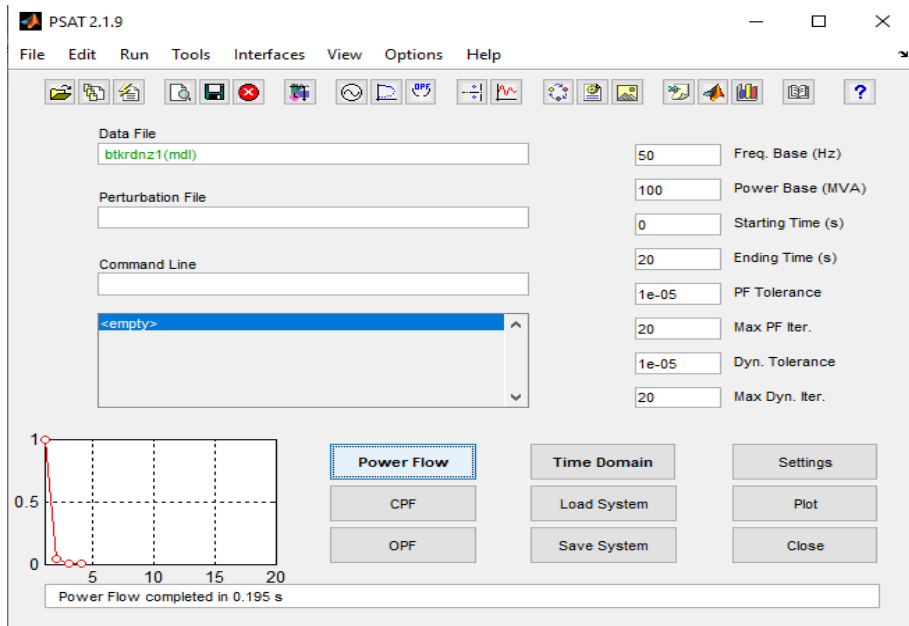 PSAT 2.1.9
File Edit Run Tools Interfaces View Options Help
OPF
?
Data File
btkrdnz1(mdl)
Perturbation File
Command Line
<empty>
50 Freq. Base (Hz)
100 Power Base (MVA)
0 Starting Time (s)
20 Ending Time (s)
1e-05 PF Tolerance
20 Max PF Iter.
1e-05 Dyn. Tolerance
20 Max Dyn. Iter.
1
0.5
0
5 10 15 20
Power Flow Time Domain Settings
CPF Load System Plot
OPF Save System Close
Power Flow completed in 0.195 s